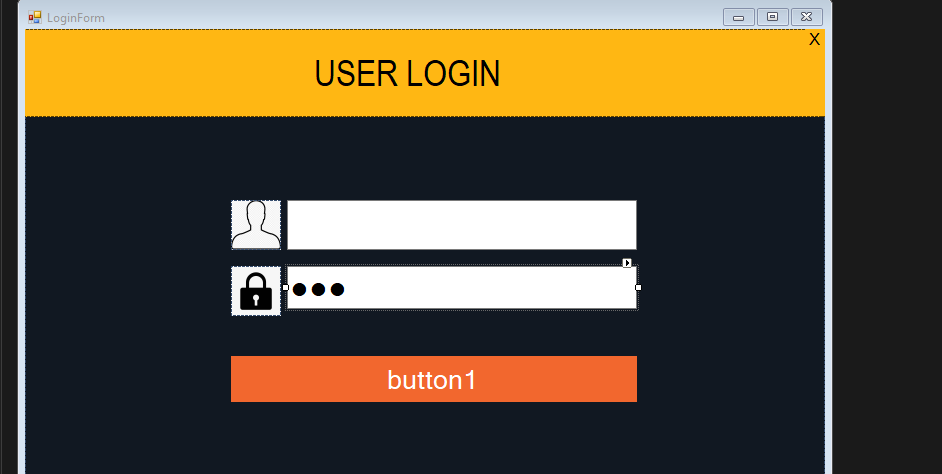 LoginForm
X
USER LOGIN
●●●
button1